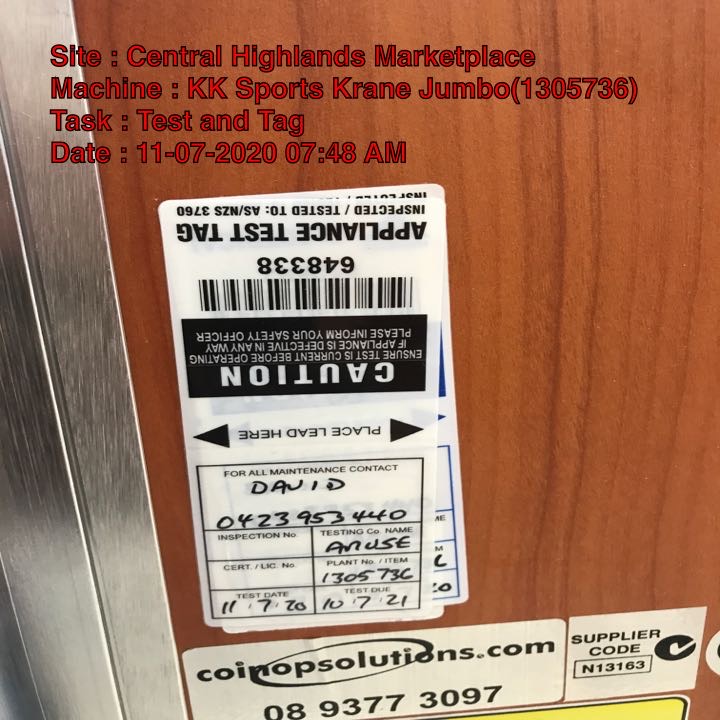 Site : Central Highlands Marketplace
Machine : KK Sports Krane Jumbo(1305736)
Task : Test and Tag
Date : 11-07-2020 07:48 AM
INSPECTED / TESTED TO: AS/NZS 3760
APPLIANCE TEST TAG
648338
CAUTION
ENSURE TEST IS CURRENT BEFORE OPERATING
IF APPLIANCE IS DEFECTIVE IN ANY WAY
PLEASE INFORM YOUR SAFETY OFFICER
PLACE LEAD HERE
FOR ALL MAINTENANCE CONTACT
DAVID
0423 953 440
INSPECTION No.
TESTING Co. NAME
AMUSE
CERT. / LIC. No.
PLANT No. / ITEM
1305736
TEST DATE
TEST DUE
11 7 20
10 7 21
coinopsolutions.com
08 9377 3097
SUPPLIER
CODE
N13163